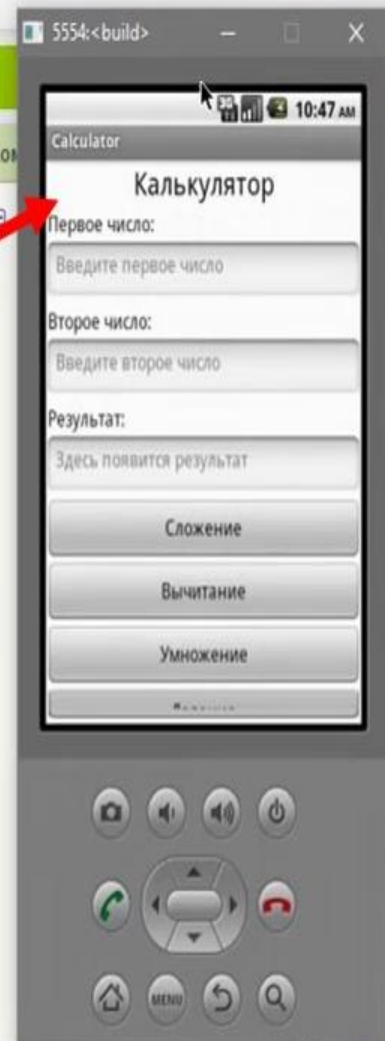 5554:<build>
10:47 AM
Calculator
Калькулятор
Первое число:
Введите первое число
Второе число:
Введите второе число
Результат:
Здесь появится результат
Сложение
Вычитание
Умножение
MENU